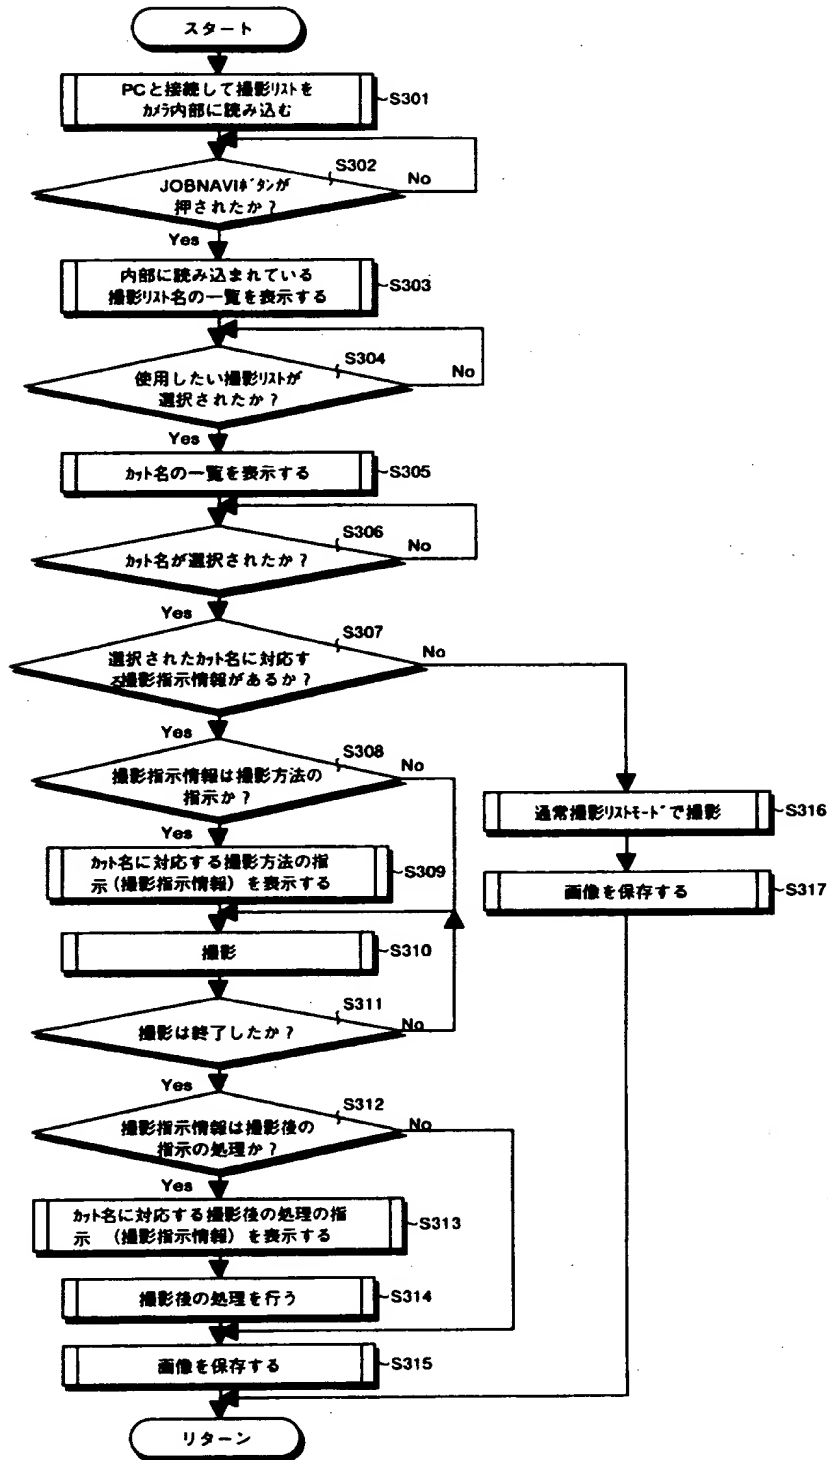 スタート
PCと接続して撮影リストを
カメラ内部に読み込む
S301
S302
No
JOBNAVIボタンが
押されたか?
Yes
内部に読み込まれている
撮影リスト名の一覧を表示する
S303
S304
No
使用したい撮影リストが
選択されたか?
Yes
カット名の一覧を表示する
S305
S306
No
カット名が選択されたか?
Yes
S307
No
選択されたカット名に対応す
る撮影指示情報があるか?
Yes
S308
No
撮影指示情報は撮影方法の
指示か?
Yes
通常撮影リストモードで撮影
S316
カット名に対応する撮影方法の指
示(撮影指示情報)を表示する
S309
画像を保存する
S317
撮影
S310
S311
No
撮影は終了したか?
Yes
S312
No
撮影指示情報は撮影後の
指示の処理か?
Yes
カット名に対応する撮影後の処理の指
示 (撮影指示情報)を表示する
S313
撮影後の処理を行う
S314
画像を保存する
S315
リターン